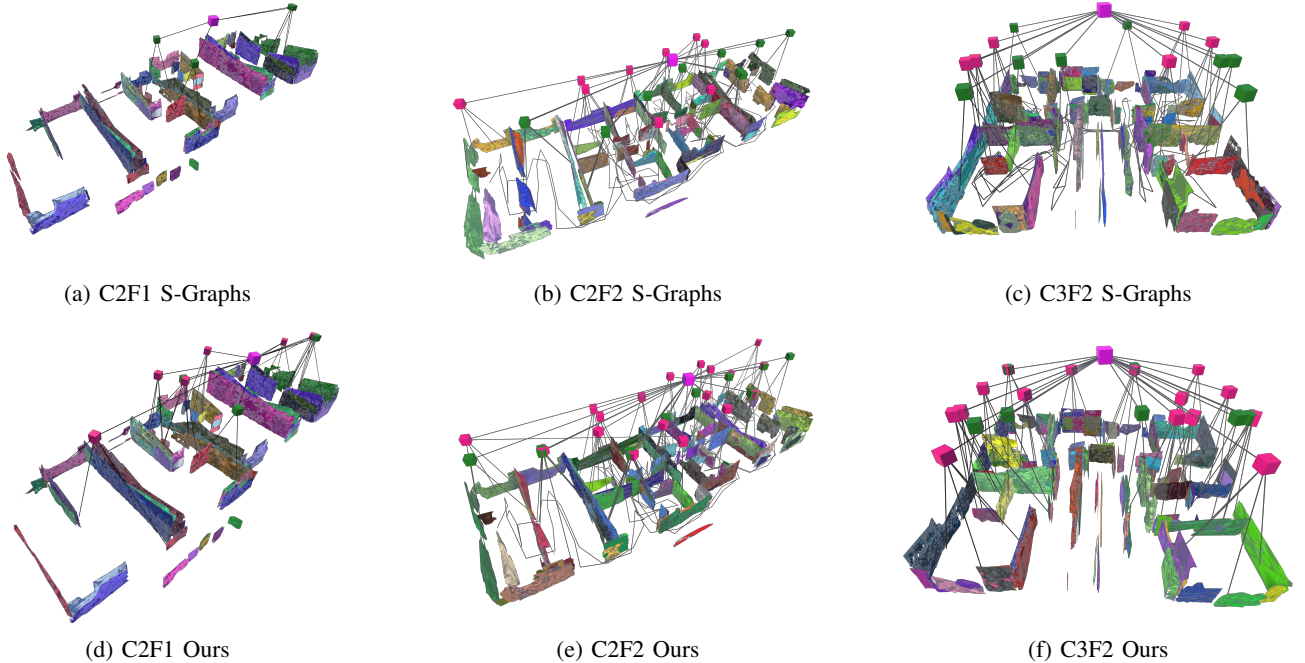 (a) C2F1 S-Graphs
(b) C2F2 S-Graphs
(c) C3F2 S-Graphs
(d) C2F1 Ours
(e) C2F2 Ours
(f) C3F2 Ours